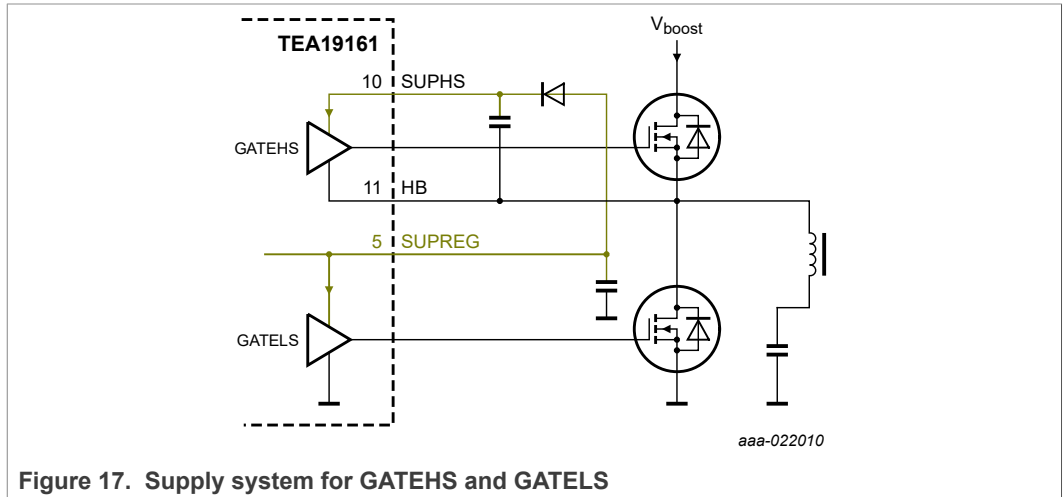 V_boost
TEA19161
10 SUPHS
GATEHS
11 HB
5 SUPREG
GATELS
aaa-022010
Figure 17. Supply system for GATEHS and GATELS